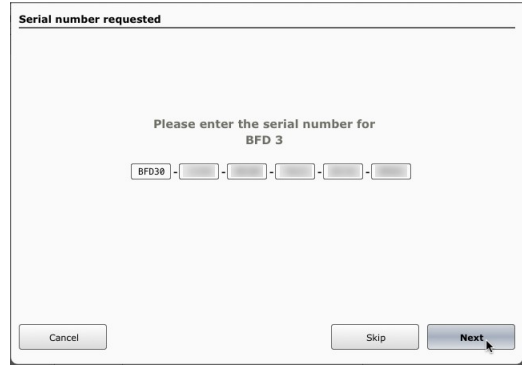 Serial number requested
Please enter the serial number for
BFD 3
BFD30 - - - - -
Cancel Skip Next